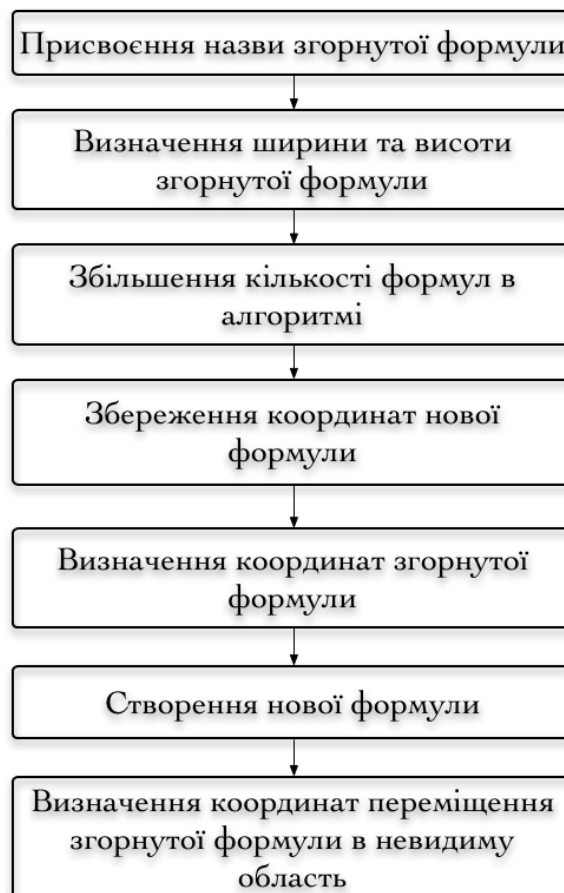 Присвоєння назви згорнутої формули
Визначення ширини та висоти
згорнутої формули
Збільшення кількості формул в
алгоритмі
Збереження координат нової
формули
Визначення координат згорнутої
формули
Створення нової формули
Визначення координат переміщення
згорнутої формули в невидиму
область